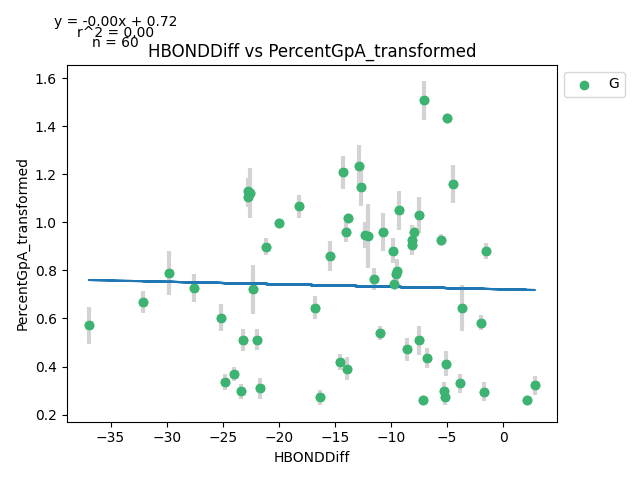 y = -0.00x + 0.72
r^2 = 0.00
n = 60
HBONDDiff vs PercentGpA_transformed
G
PercentGpA_transformed
1.6
1.4
1.2
1.0
0.8
0.6
0.4
0.2
−35 −30 −25 −20 −15 −10 −5 0
HBONDDiff